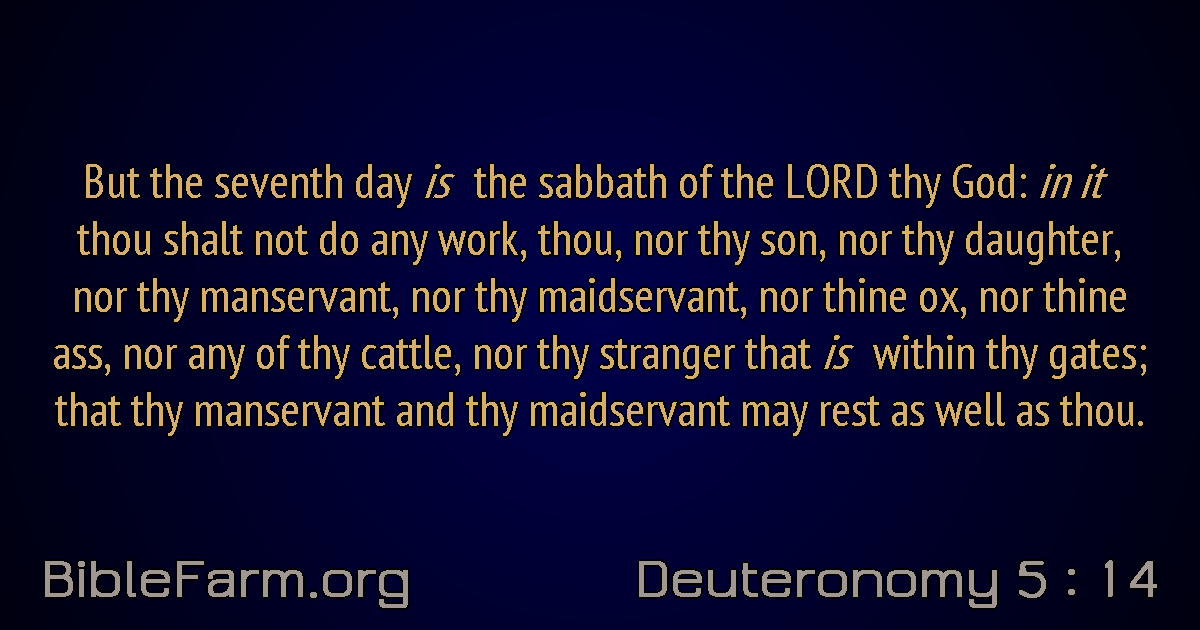 But the seventh day is the sabbath of the LORD thy God: in it
thou shalt not do any work, thou, nor thy son, nor thy daughter,
nor thy manservant, nor thy maidservant, nor thine ox, nor thine
ass, nor any of thy cattle, nor thy stranger that is within thy gates;
that thy manservant and thy maidservant may rest as well as thou.
BibleFarm.org
Deuteronomy 5 : 14